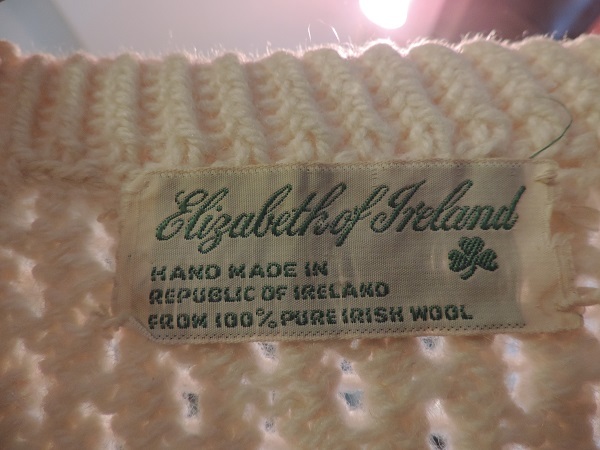 Elizabeth of Ireland
HAND MADE IN
REPUBLIC OF IRELAND
FROM 100% PURE IRISH WOOL